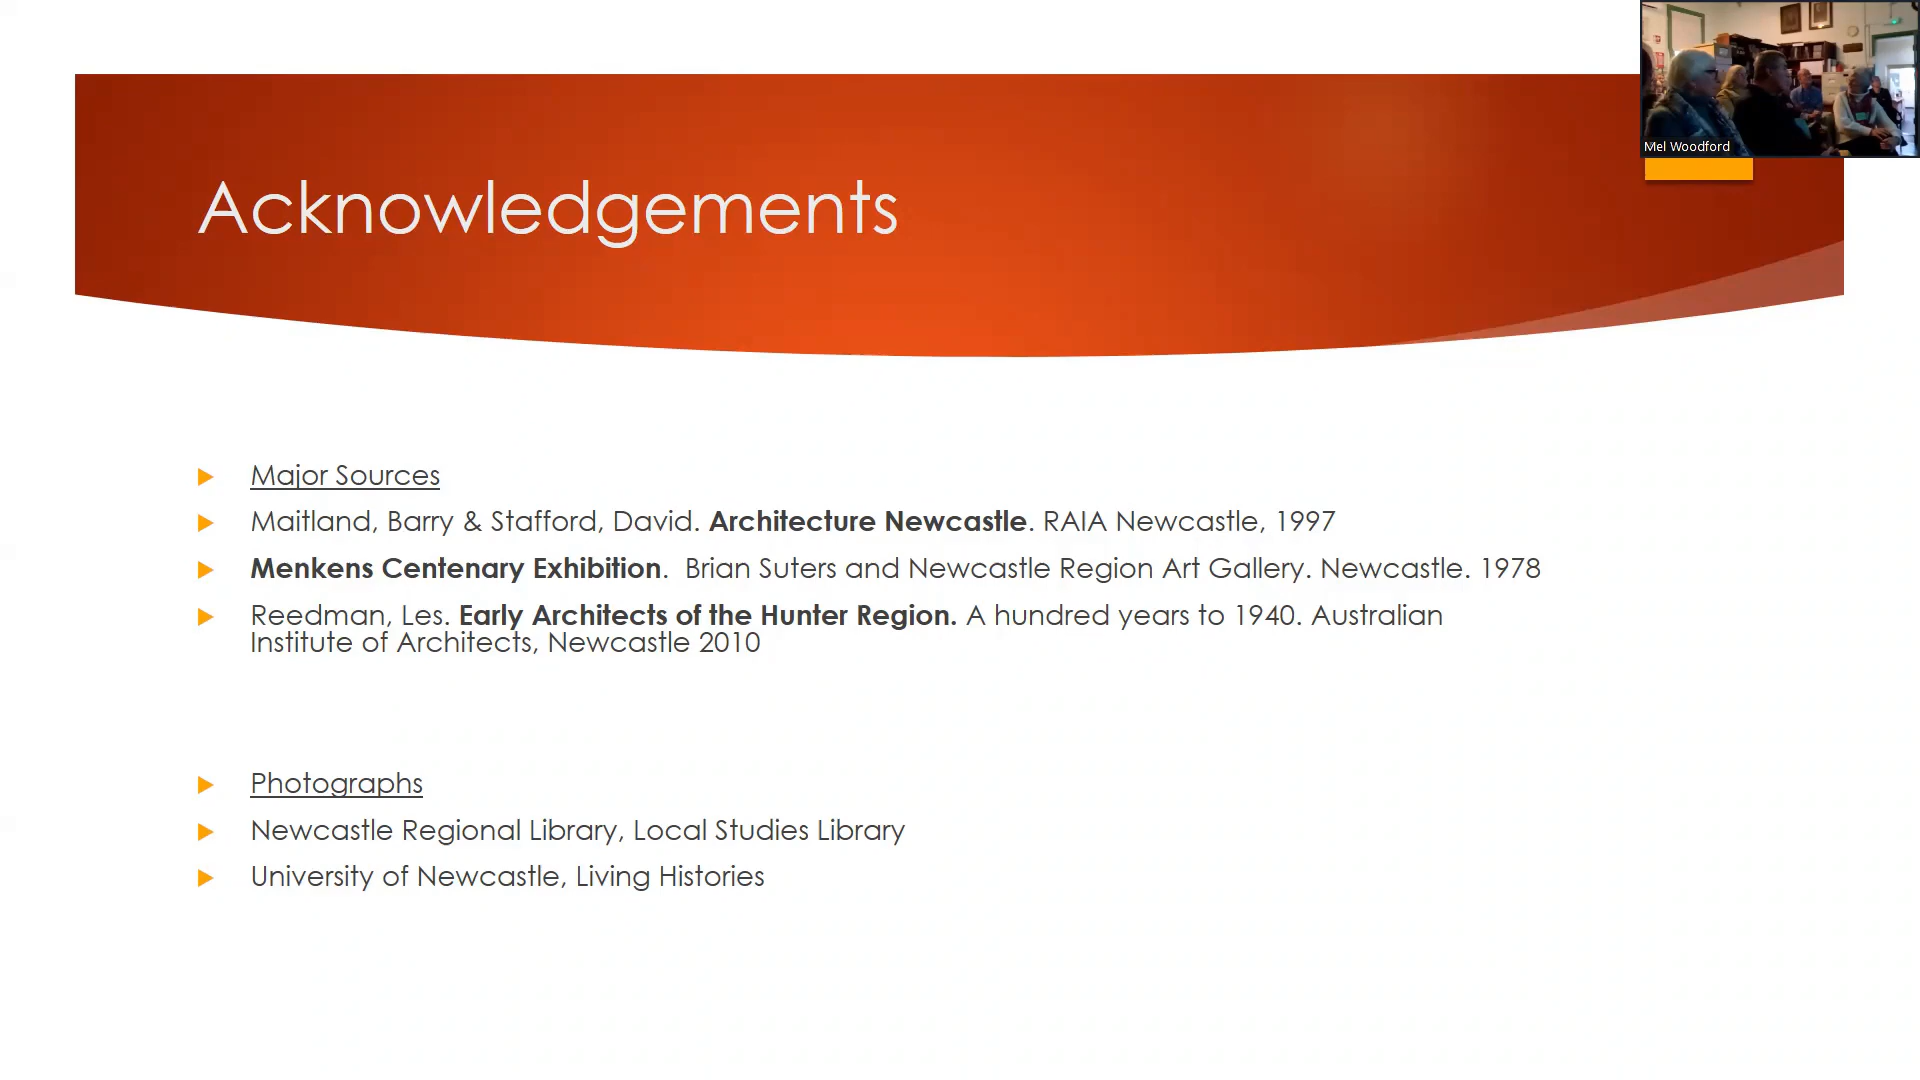 Mel Woodford
Acknowledgements
Major Sources
Maitland, Barry & Stafford, David. Architecture Newcastle. RAIA Newcastle, 1997
Menkens Centenary Exhibition. Brian Suters and Newcastle Region Art Gallery. Newcastle. 1978
Reedman, Les. Early Architects of the Hunter Region. A hundred years to 1940. Australian
Institute of Architects, Newcastle 2010
Photographs
Newcastle Regional Library, Local Studies Library
University of Newcastle, Living Histories